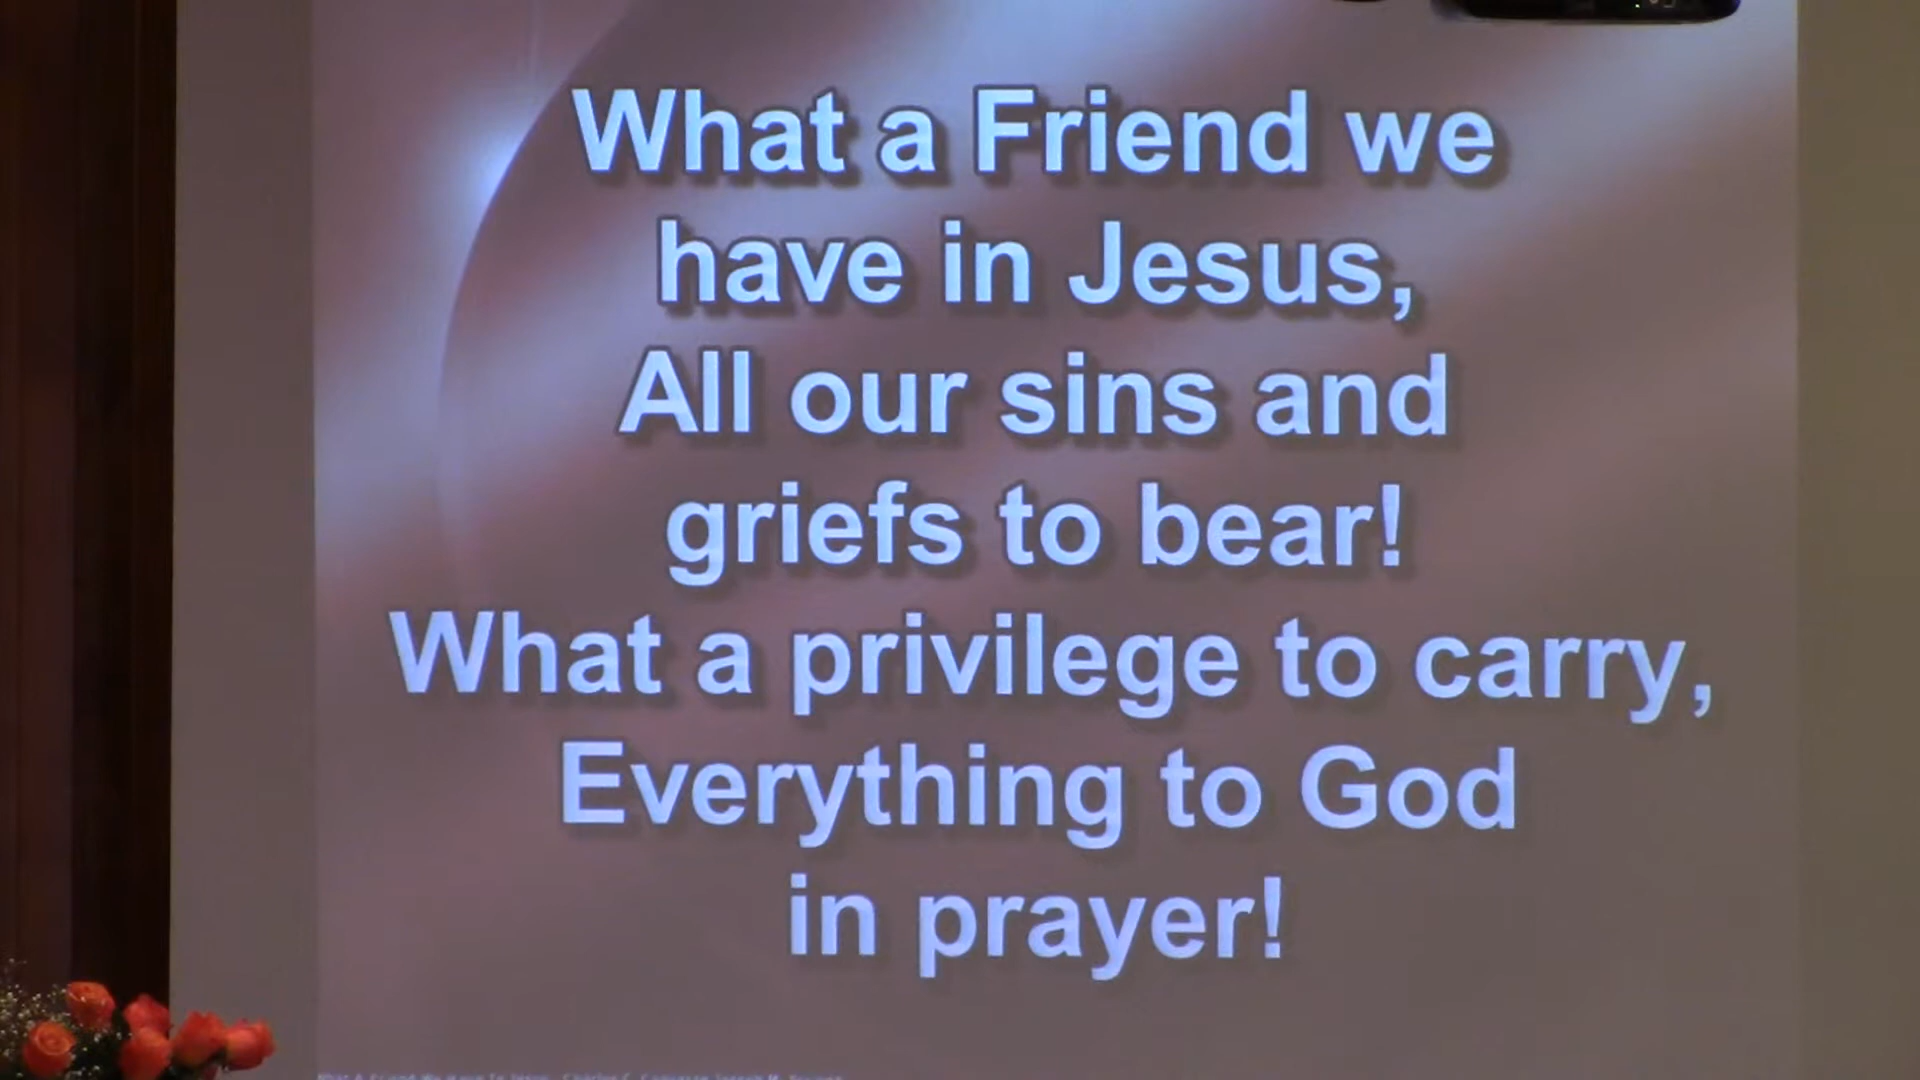 What a Friend we
have in Jesus,
All our sins and
griefs to bear!
What a privilege to carry,
Everything to God
in prayer!